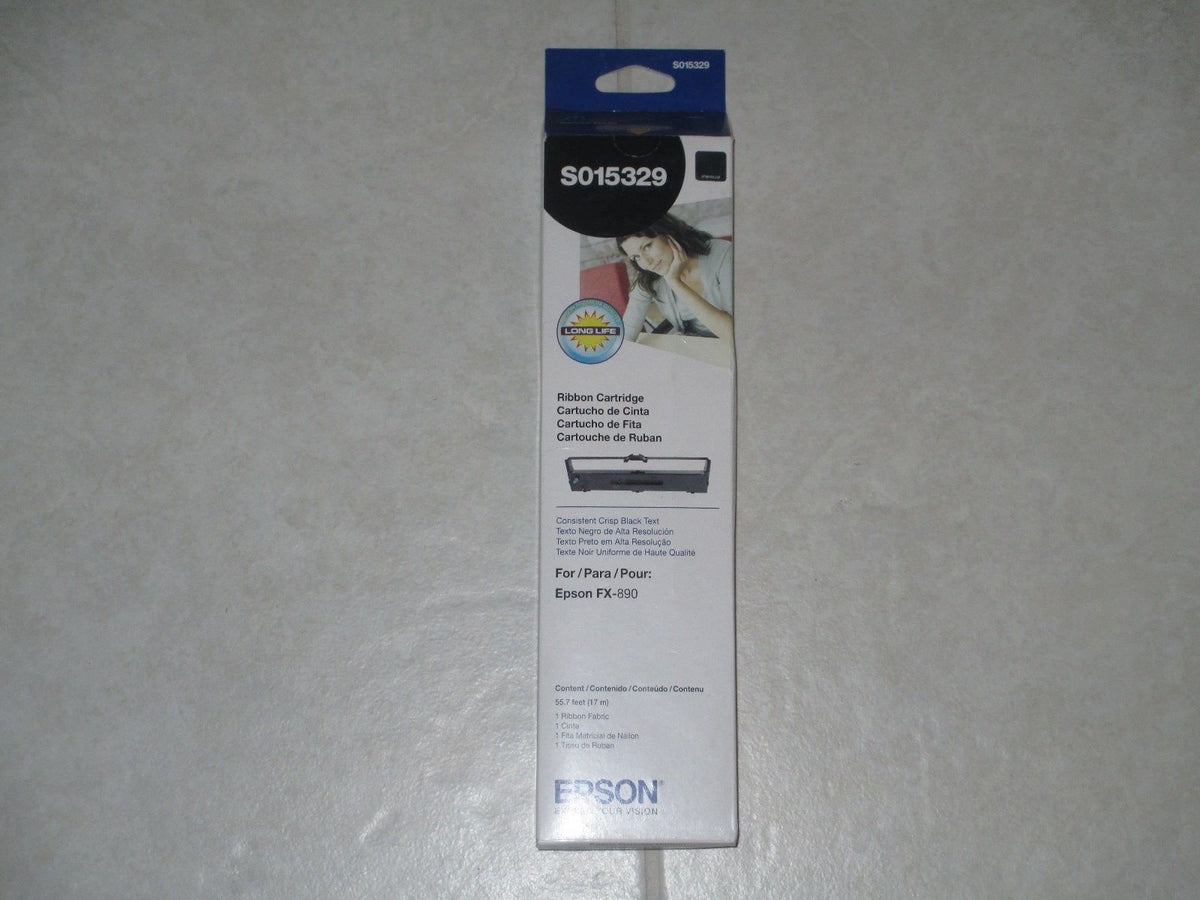 S015329
S015329
LONG LIFE
Ribbon Cartridge
Cartucho de Cinta
Cartucho de Fita
Cartouche de Ruban
Consistent Crisp Black Text
Texto Negro de Alta Resolución
Texto Preto em Alta Resolução
Texte Noir Uniforme de Haute Qualité
For / Para / Pour:
Epson FX-890
Content / Contenido / Conteúdo / Contenu
55.7 feet (17 m)
1 Ribbon Fabric
1 Cinta
1 Fita Matricial de Náilon
1 Tissu de Ruban
EPSON®
YOUR VISION